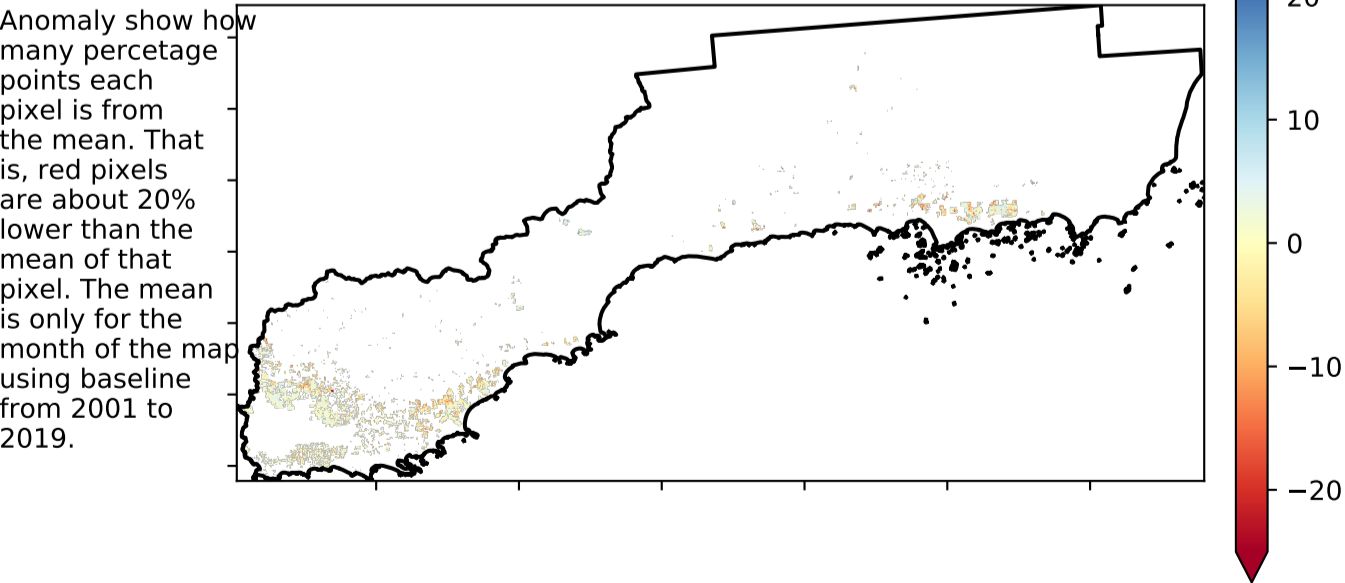 Anomaly show how
many percetage
points each
pixel is from
the mean. That
is, red pixels
are about 20%
lower than the
mean of that
pixel. The mean
is only for the
month of the map
using baseline
from 2001 to
2019.
20
10
0
−10
−20